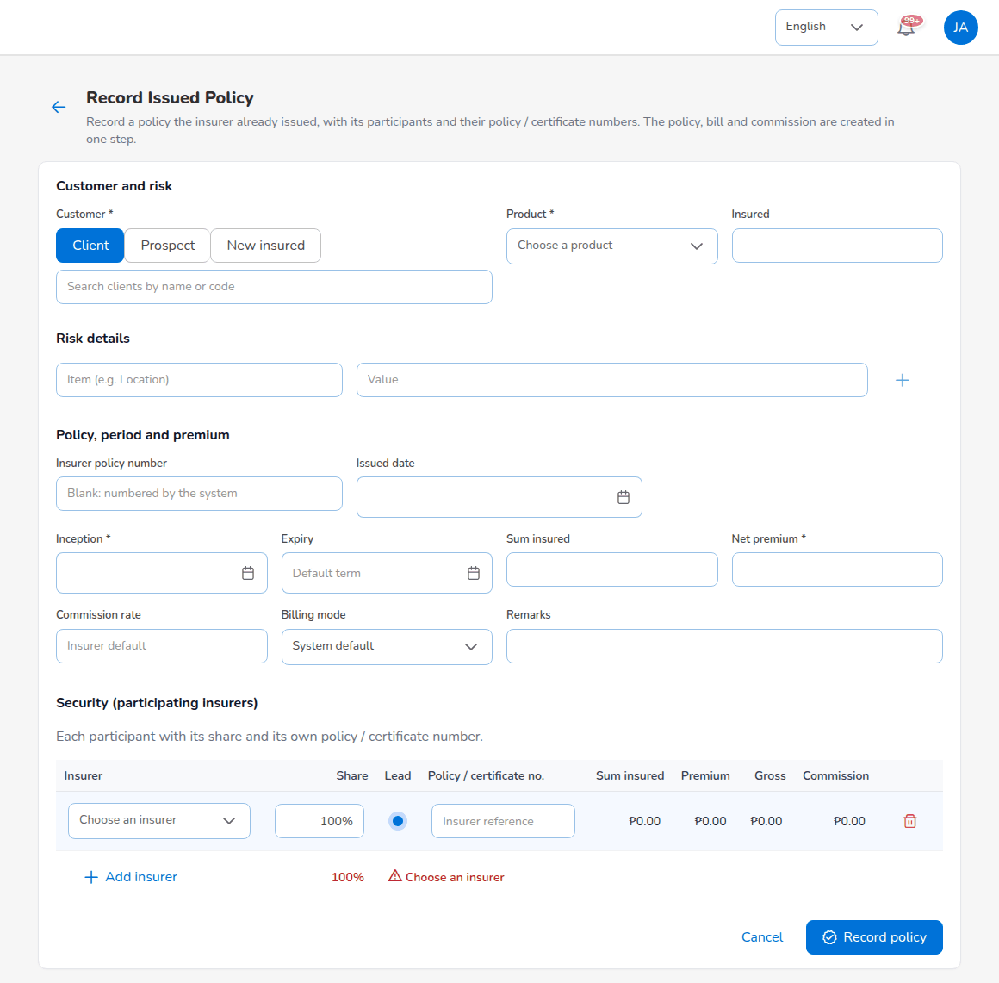 English
99+
JA
Record Issued Policy
Record a policy the insurer already issued, with its participants and their policy / certificate numbers. The policy, bill and commission are created in
one step.
Customer and risk
Customer *
Product *
Insured
Client
Prospect
New insured
Choose a product
Search clients by name or code
Risk details
Item (e.g. Location)
Value
Policy, period and premium
Insurer policy number
Issued date
Blank: numbered by the system
Inception *
Expiry
Sum insured
Net premium *
Default term
Commission rate
Billing mode
Remarks
Insurer default
System default
Security (participating insurers)
Each participant with its share and its own policy / certificate number.
Insurer Share Lead Policy / certificate no. Sum insured Premium Gross Commission
Choose an insurer 100% Insurer reference ₱0.00 ₱0.00 ₱0.00 ₱0.00
Add insurer 100% Choose an insurer
Cancel
Record policy